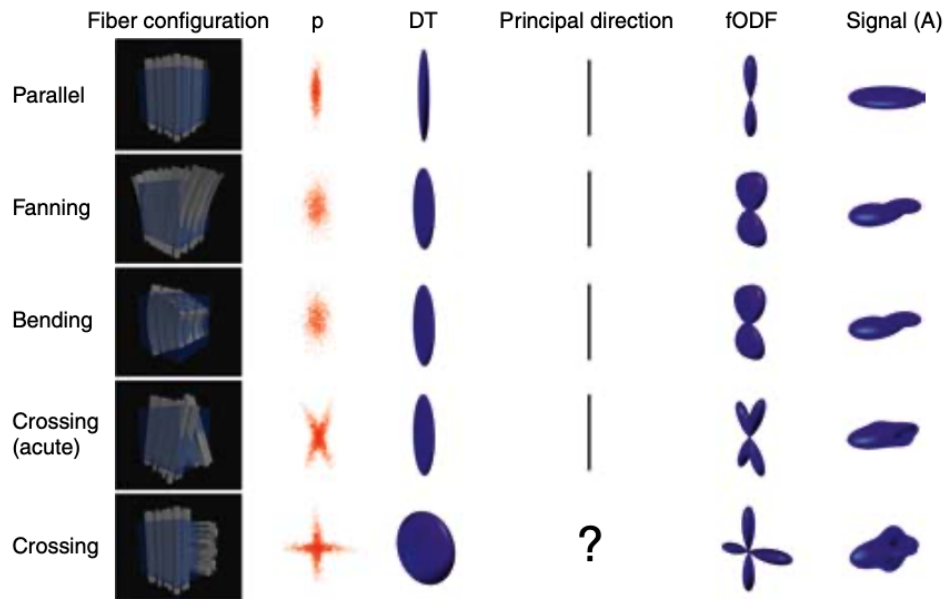 Fiber configuration p DT Principal direction fODF Signal (A)
Parallel
Fanning
Bending
Crossing
(acute)
Crossing ?